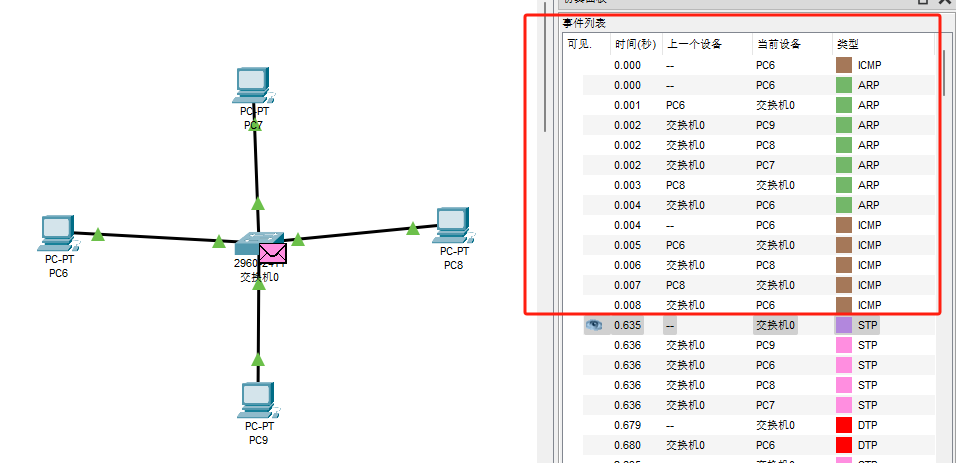 事件列表
可见. 时间(秒) 上一个设备 当前设备 类型
0.000 -- PC6 ICMP
0.000 -- PC6 ARP
0.001 PC6 交换机0 ARP
0.002 交换机0 PC9 ARP
0.002 交换机0 PC8 ARP
0.002 交换机0 PC7 ARP
0.003 PC8 交换机0 ARP
0.004 交换机0 PC6 ARP
0.004 -- PC6 ICMP
0.005 PC6 交换机0 ICMP
0.006 交换机0 PC8 ICMP
0.007 PC8 交换机0 ICMP
0.008 交换机0 PC6 ICMP
0.635 -- 交换机0 STP
0.636 交换机0 PC9 STP
0.636 交换机0 PC6 STP
0.636 交换机0 PC8 STP
0.636 交换机0 PC7 STP
0.679 -- 交换机0 DTP
0.680 交换机0 PC6 DTP
PC-PT
PC7
PC-PT
PC6
PC-PT
PC8
交换机0
PC-PT
PC9